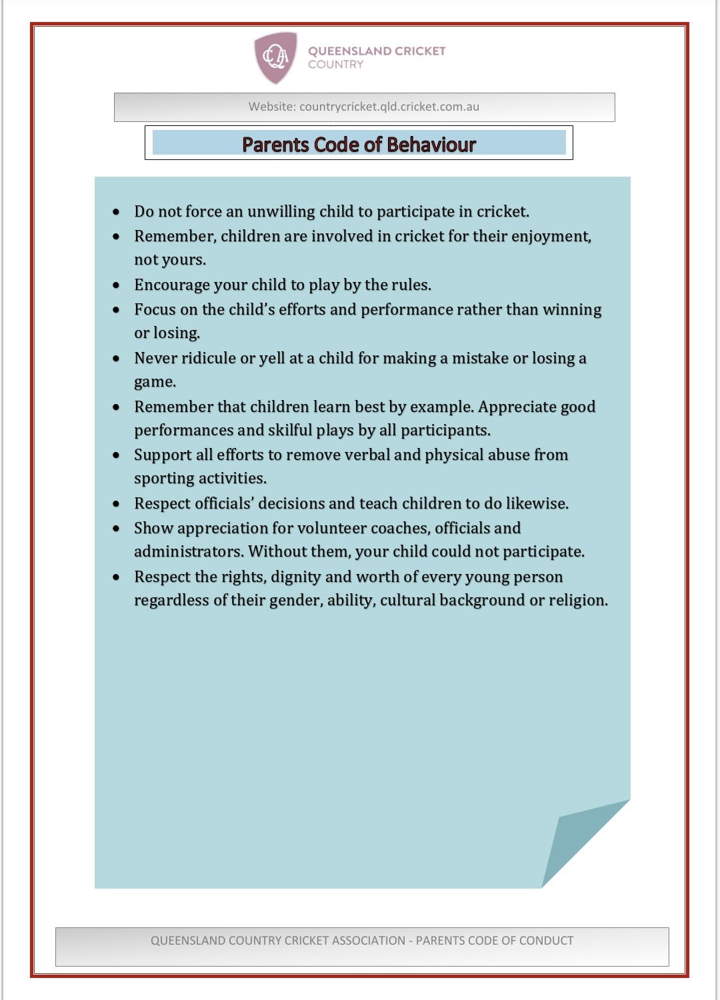 QUEENSLAND CRICKET
COUNTRY
Website: countrycricket.qld.cricket.com.au
Parents Code of Behaviour
• Do not force an unwilling child to participate in cricket.
• Remember, children are involved in cricket for their enjoyment,
not yours.
• Encourage your child to play by the rules.
• Focus on the child’s efforts and performance rather than winning
or losing.
• Never ridicule or yell at a child for making a mistake or losing a
game.
• Remember that children learn best by example. Appreciate good
performances and skilful plays by all participants.
• Support all efforts to remove verbal and physical abuse from
sporting activities.
• Respect officials’ decisions and teach children to do likewise.
• Show appreciation for volunteer coaches, officials and
administrators. Without them, your child could not participate.
• Respect the rights, dignity and worth of every young person
regardless of their gender, ability, cultural background or religion.
QUEENSLAND COUNTRY CRICKET ASSOCIATION - PARENTS CODE OF CONDUCT